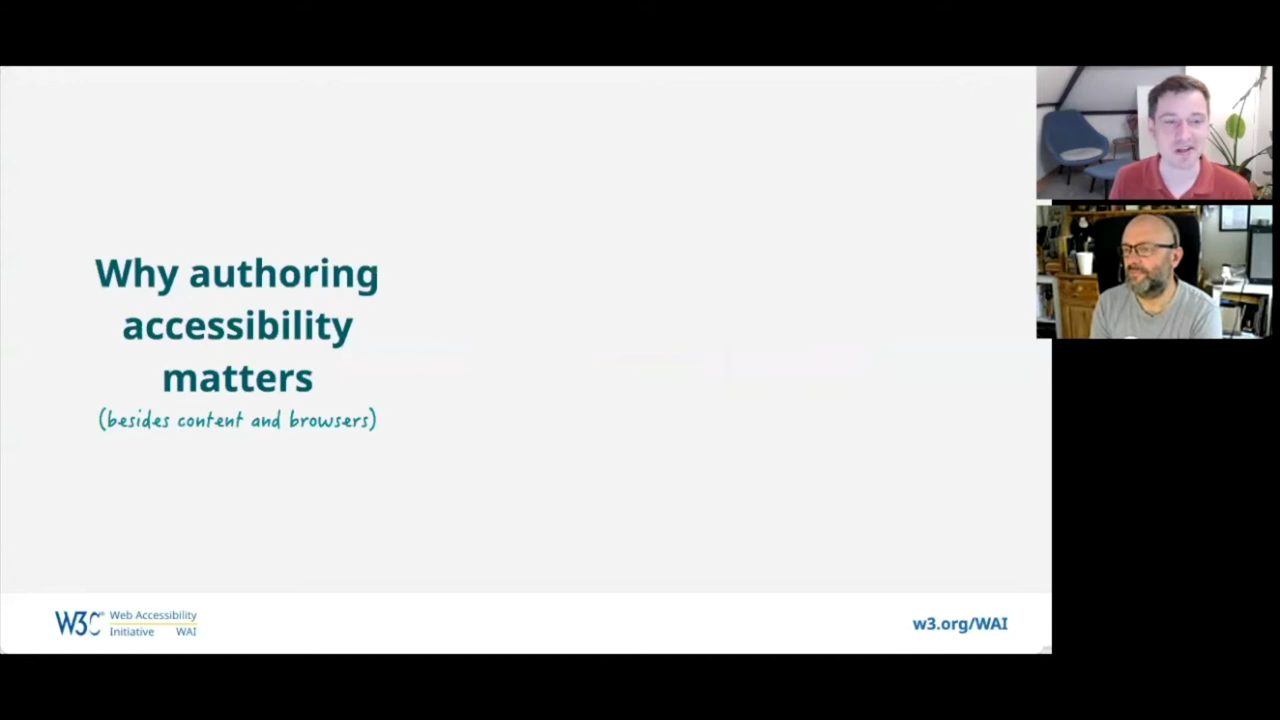 Why authoring
accessibility
matters
(besides content and browsers)
W3C® Web Accessibility
Initiative WAI
w3.org/WAI